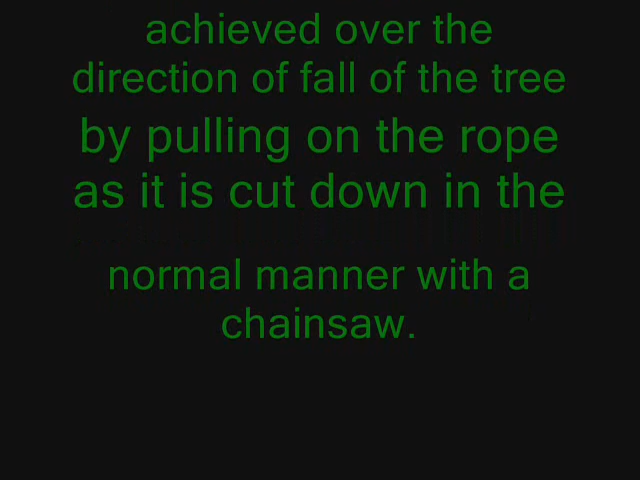 achieved over the
direction of fall of the tree
by pulling on the rope
as it is cut down in the
normal manner with a
chainsaw.